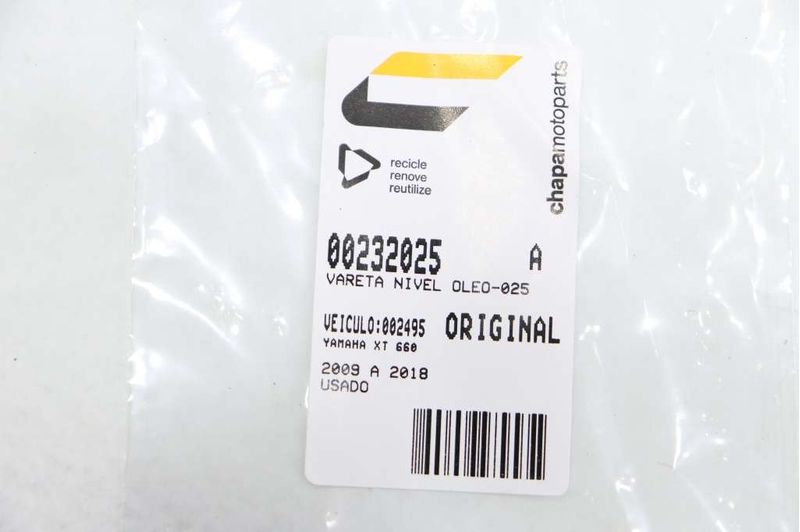 chapamotoparts
recicle
renove
reutilize
00232025 A
VARETA NIVEL OLEO-025
VEICULO:002495 ORIGINAL
YAMAHA XT 660
2009 A 2018
USADO